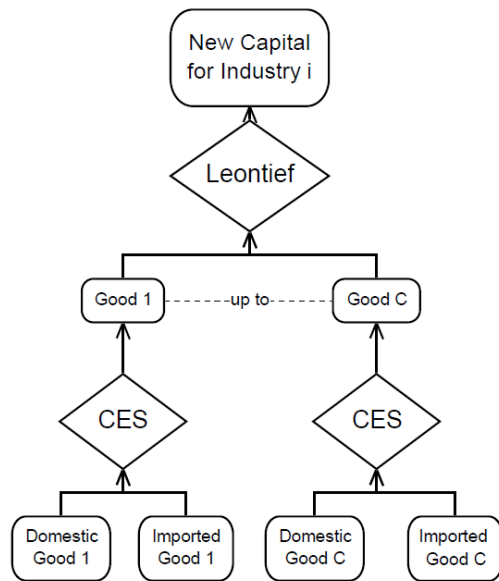 New Capital
for Industry i
Leontief
Good 1
up to
Good C
CES
CES
Domestic
Good 1
Imported
Good 1
Domestic
Good C
Imported
Good C